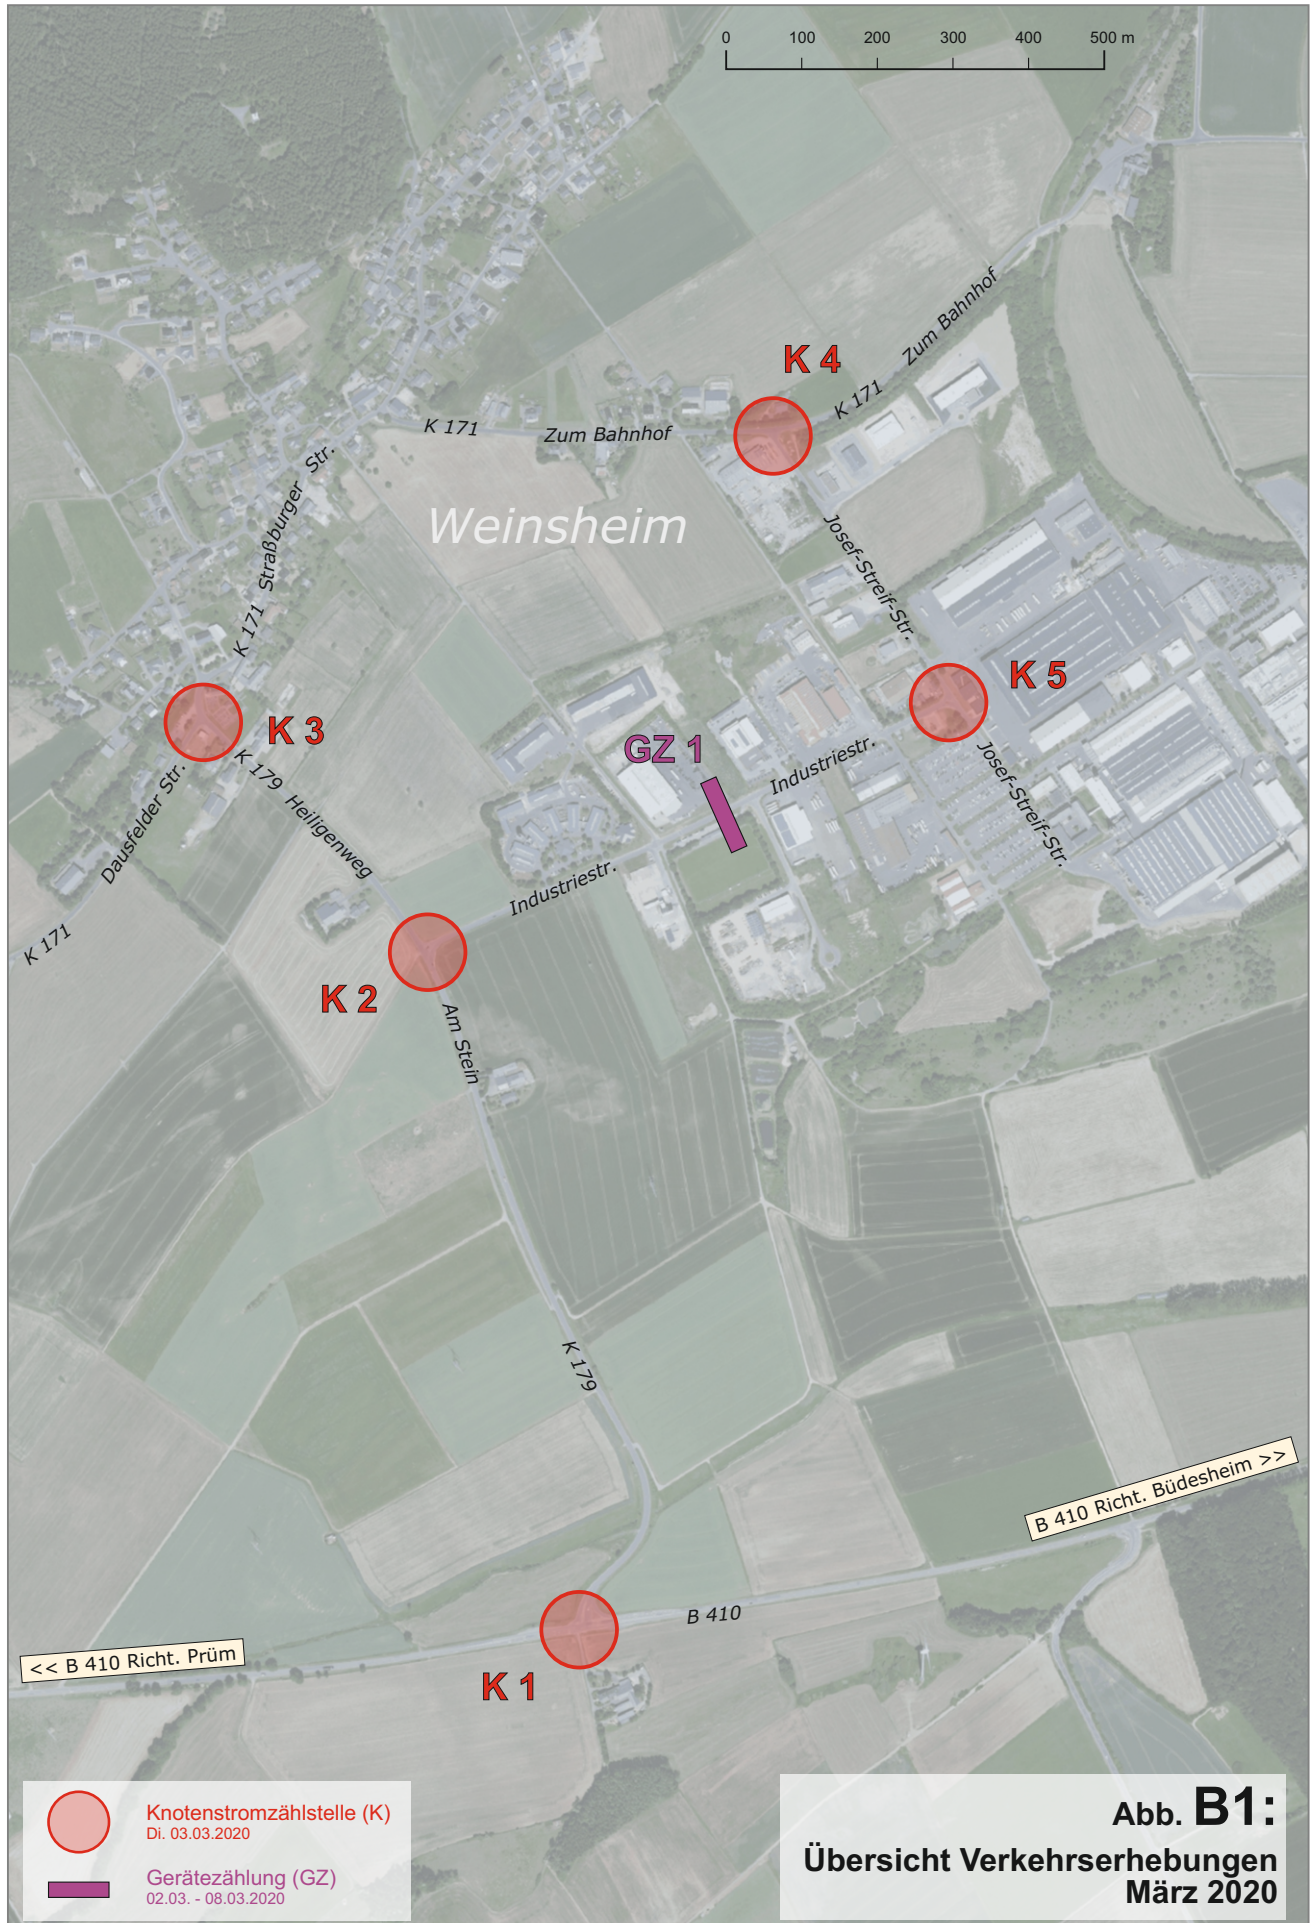 0 100 200 300 400 500 m
K 4
K 171 Zum Bahnhof
K 171 Zum Bahnhof
K 171 Straßburger Str.
Weinsheim
Josef-Streif-Str.
K 5
K 3
GZ 1
Industriestr.
Josef-Streif-Str.
K 179 Heiligenweg
Dausfelder Str.
K 171
Industriestr.
K 2
Am Stein
K 179
B 410 Richt. Büdesheim >>
B 410
<< B 410 Richt. Prüm
K 1
Knotenstromzählstelle (K)
Di. 03.03.2020
Gerätezählung (GZ)
02.03. - 08.03.2020
Abb. B1:
Übersicht Verkehrserhebungen
März 2020